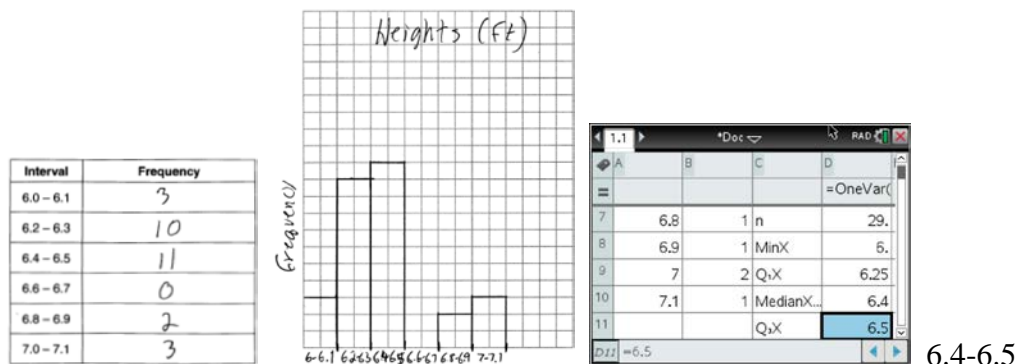 Interval Frequency
6.0 – 6.1 3
6.2 – 6.3 10
6.4 – 6.5 11
6.6 – 6.7 0
6.8 – 6.9 2
7.0 – 7.1 3
Heights (ft)
Frequency
6-6.1 6.2-6.3 6.4-6.5 6.6-6.7 6.8-6.9 7-7.1
1.1 *Doc RAD
A B C D
= =OneVar(
7 6.8 1 n 29.
8 6.9 1 MinX 6.
9 7 2 Q₁X 6.25
10 7.1 1 MedianX... 6.4
11 Q₃X 6.5
D11 =6.5
6.4-6.5